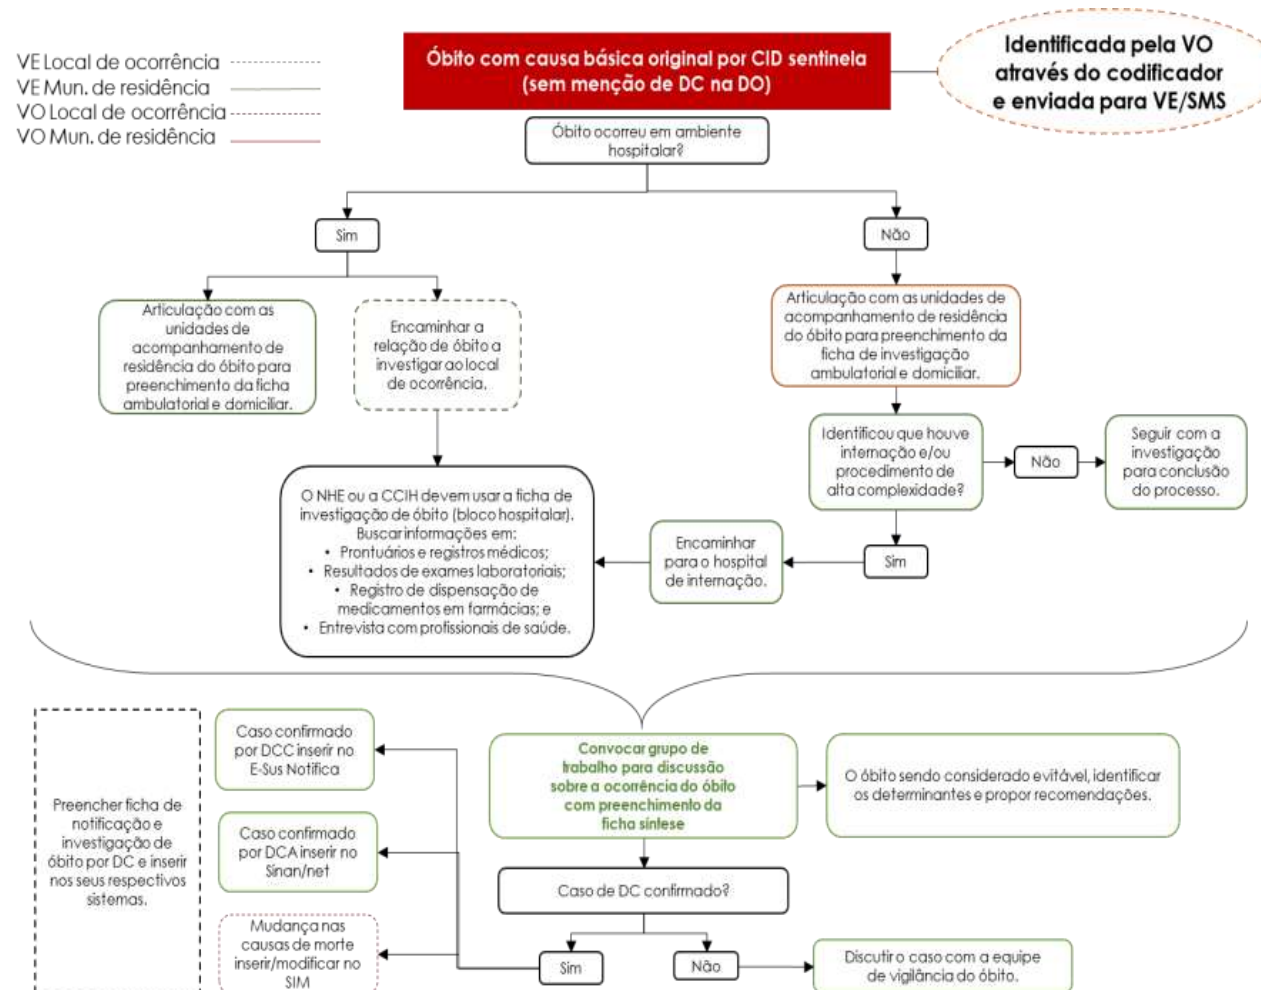 VE Local de ocorrência
VE Mun. de residência
VO Local de ocorrência
VO Mun. de residência
Óbito com causa básica original por CID sentinela
(sem menção de DC na DO)
Identificada pela VO
através do codificador
e enviada para VE/SMS
Óbito ocorreu em ambiente
hospitalar?
Sim
Não
Articulação com as
unidades de
acompanhamento de
residência do óbito para
preenchimento da ficha
ambulatorial e domiciliar.
Encaminhar a
relação de óbito a
investigar ao local
de ocorrência.
Articulação com as unidades de
acompanhamento de residência
do óbito para preenchimento da
ficha de investigação
ambulatorial e domiciliar.
Identificou que houve
internação e/ou
procedimento de
alta complexidade?
Não
Seguir com a
investigação
para conclusão
do processo.
Sim
Encaminhar
para o hospital
de internação.
O NHE ou a CCIH devem usar a ficha de
investigação de óbito (bloco hospitalar).
Buscar informações em:
• Prontuários e registros médicos;
• Resultados de exames laboratoriais;
• Registro de dispensação de
medicamentos em farmácias; e
• Entrevista com profissionais de saúde.
Preencher ficha de
notificação e
investigação de
óbito por DC e inserir
nos seus respectivos
sistemas.
Caso confirmado
por DCC inserir no
E-Sus Notifica
Caso confirmado
por DCA inserir no
Sinan/net
Mudança nas
causas de morte
inserir/modificar no
SIM
Convocar grupo de
trabalho para discussão
sobre a ocorrência do óbito
com preenchimento da
ficha síntese
O óbito sendo considerado evitável, identificar
os determinantes e propor recomendações.
Caso de DC confirmado?
Sim
Não
Discutir o caso com a equipe
de vigilância do óbito.